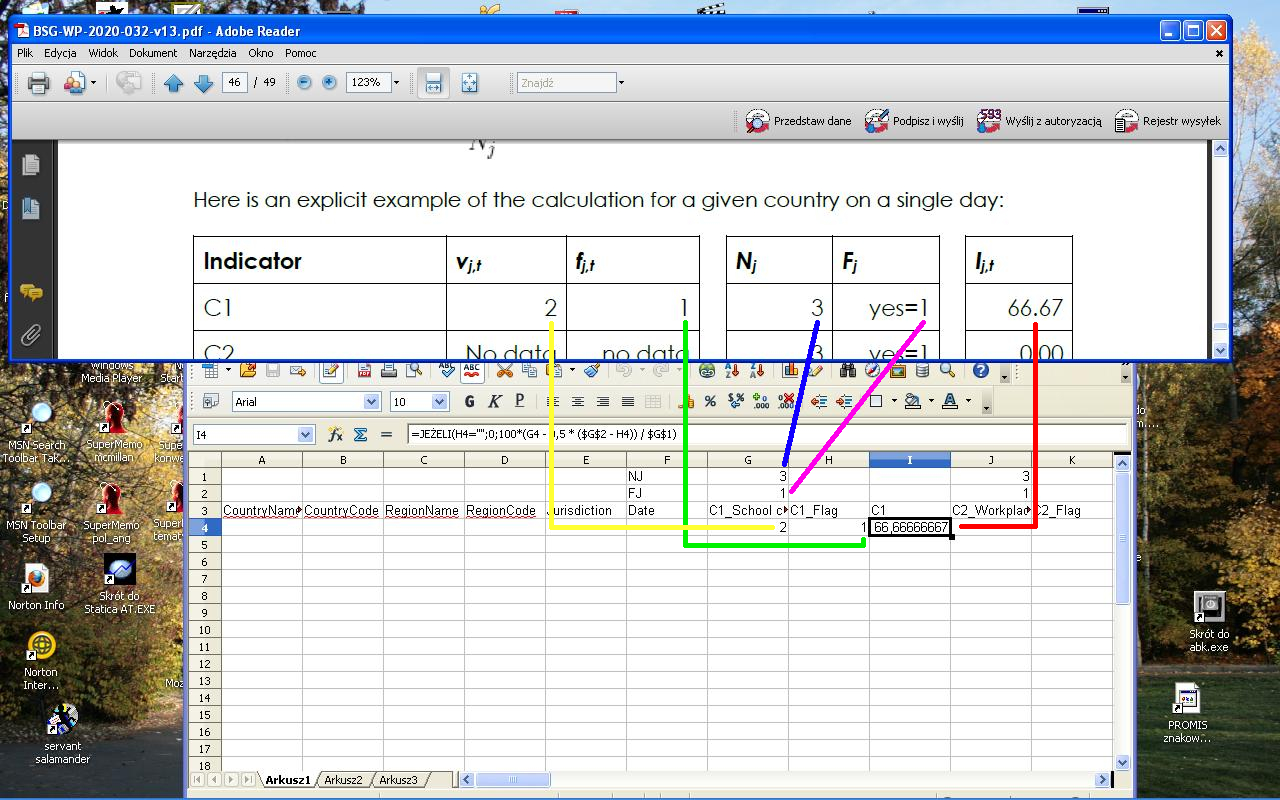 BSG-WP-2020-032-v13.pdf - Adobe Reader
Plik Edycja Widok Dokument Narzędzia Okno Pomoc
46 / 49 123% Znajdź
Przedstaw dane Podpisz i wyślij Wyślij z autoryzacją Rejestr wysyłek
Nj
Here is an explicit example of the calculation for a given country on a single day:
Indicator vj,t fj,t Nj Fj Ij,t
C1 2 1 3 yes=1 66.67
C2 No data no data 3 yes=1 0.00
Windows
Media Player
Arial 10 G K P
I4 =JEŻELI(H4="";0;100*(G4 - 0,5 * ($G$2 - H4)) / $G$1)
A B C D E F G H I J K
1 NJ 3 3
2 FJ 1 1
3 CountryName CountryCode RegionName RegionCode Jurisdiction Date C1_School c C1_Flag C1 C2_Workplac C2_Flag
4 2 1 66,66666667
5
6
7
8
9
10
11
12
13
14
15
16
17
18
Arkusz1 Arkusz2 Arkusz3
MSN Search
Toolbar Tak...
SuperMemo
mcmillan
MSN Toolbar
Setup
SuperMemo
pol_ang
Norton Info
Skrót do
Statica AT.EXE
Norton
Inter...
servant
salamander
Skrót do
abk.exe
PROMIS
znakow...